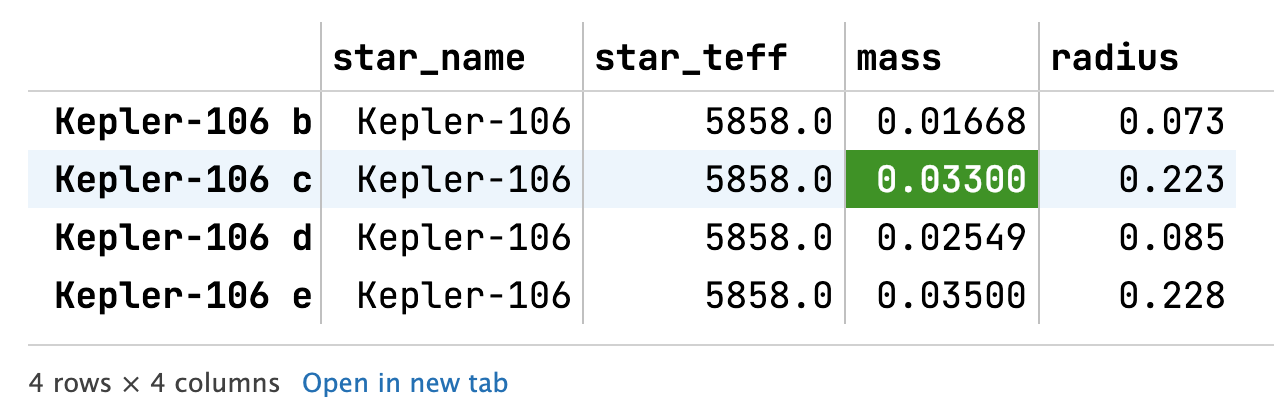 star_name star_teff mass radius
Kepler-106 b Kepler-106 5858.0 0.01668 0.073
Kepler-106 c Kepler-106 5858.0 0.03300 0.223
Kepler-106 d Kepler-106 5858.0 0.02549 0.085
Kepler-106 e Kepler-106 5858.0 0.03500 0.228
4 rows × 4 columns Open in new tab